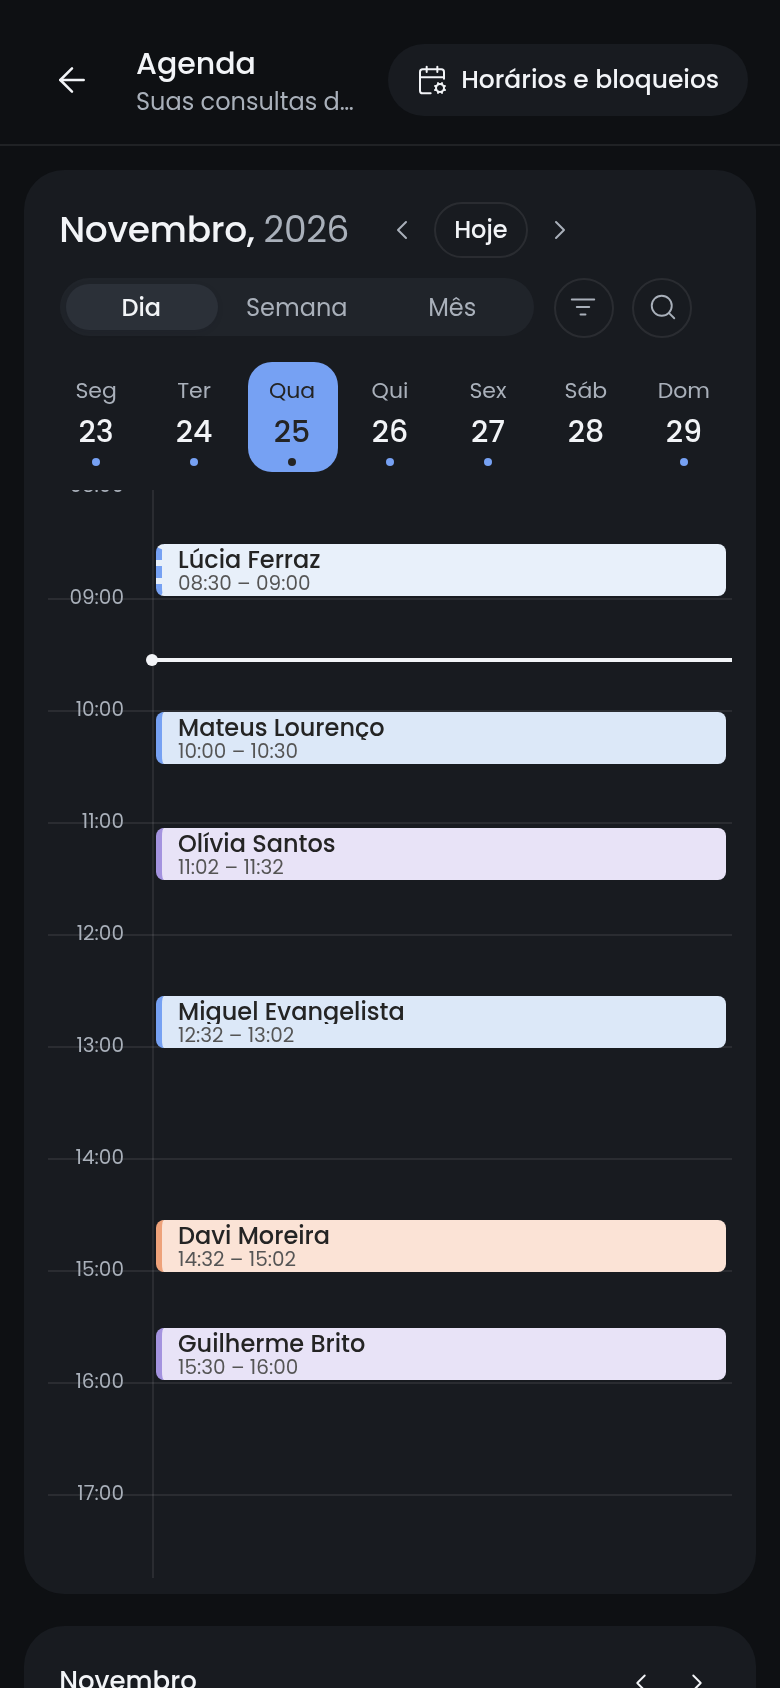 Agenda
Suas consultas d...
Horários e bloqueios
Novembro, 2026
Hoje
Dia
Semana
Mês
Seg
Ter
Qua
Qui
Sex
Sáb
Dom
23
24
25
26
27
28
29
Lúcia Ferraz
08:30 – 09:00
09:00
10:00
Mateus Lourenço
10:00 – 10:30
11:00
Olívia Santos
11:02 – 11:32
12:00
Miguel Evangelista
12:32 – 13:02
13:00
14:00
Davi Moreira
14:32 – 15:02
15:00
Guilherme Brito
15:30 – 16:00
16:00
17:00
Novembro